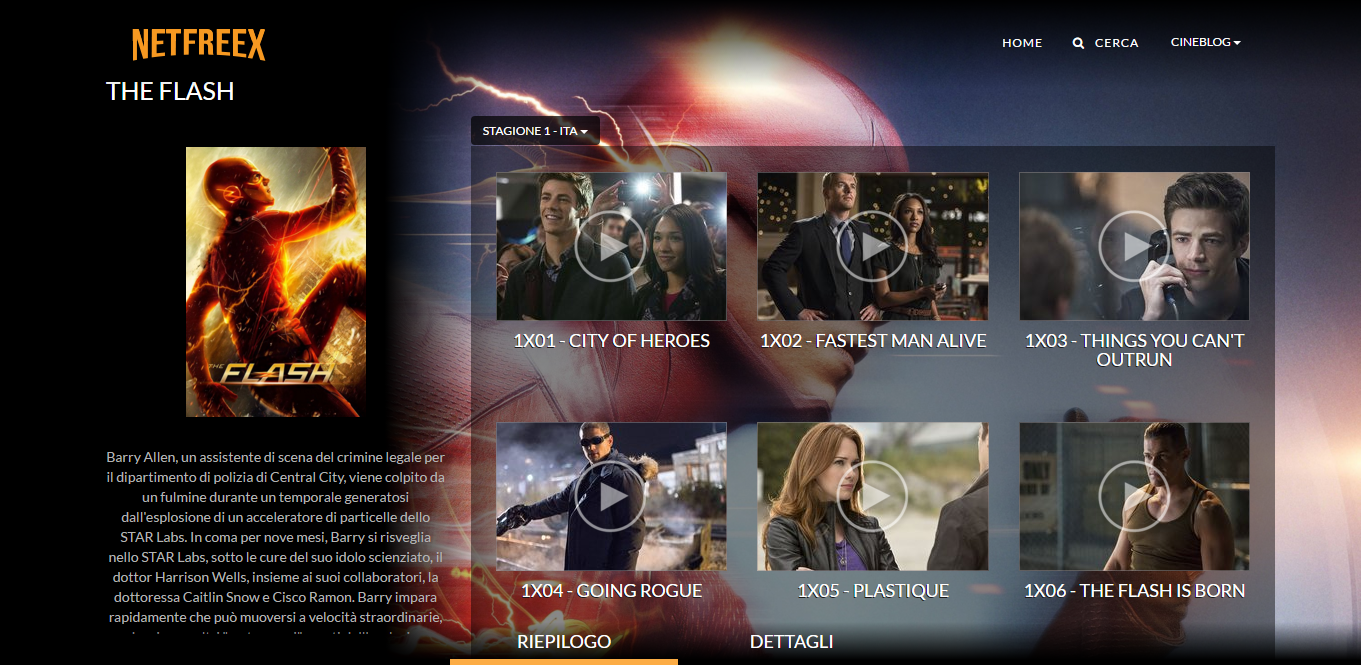 NETFREEX
HOME
CERCA
CINEBLOG
THE FLASH
STAGIONE 1 - ITA
THE FLASH
1X01 - CITY OF HEROES
1X02 - FASTEST MAN ALIVE
1X03 - THINGS YOU CAN'T
OUTRUN
Barry Allen, un assistente di scena del crimine legale per
il dipartimento di polizia di Central City, viene colpito da
un fulmine durante un temporale generatosi
dall'esplosione di un acceleratore di particelle dello
STAR Labs. In coma per nove mesi, Barry si risveglia
nello STAR Labs, sotto le cure del suo idolo scienziato, il
dottor Harrison Wells, insieme ai suoi collaboratori, la
dottoressa Caitlin Snow e Cisco Ramon. Barry impara
rapidamente che può muoversi a velocità straordinarie,
1X04 - GOING ROGUE
1X05 - PLASTIQUE
1X06 - THE FLASH IS BORN
RIEPILOGO
DETTAGLI